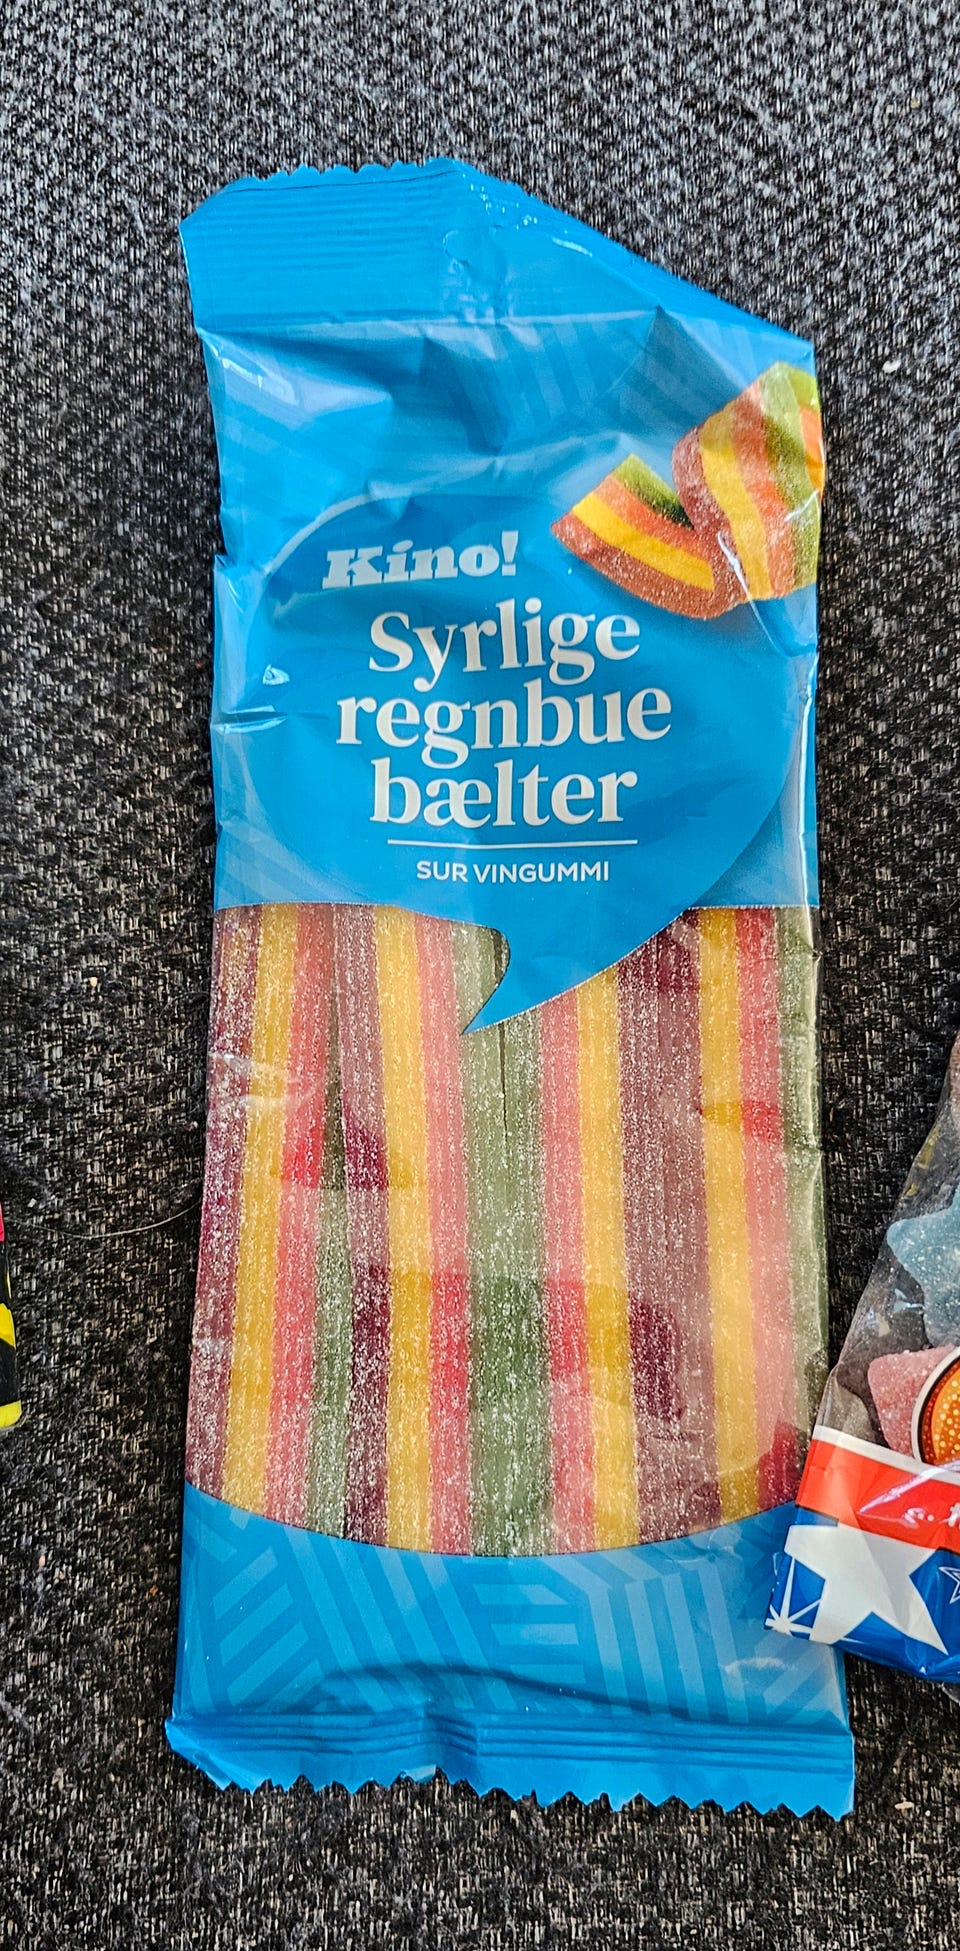 Kino!
Syrlige
regnbue
bælter
SUR VINGUMMI